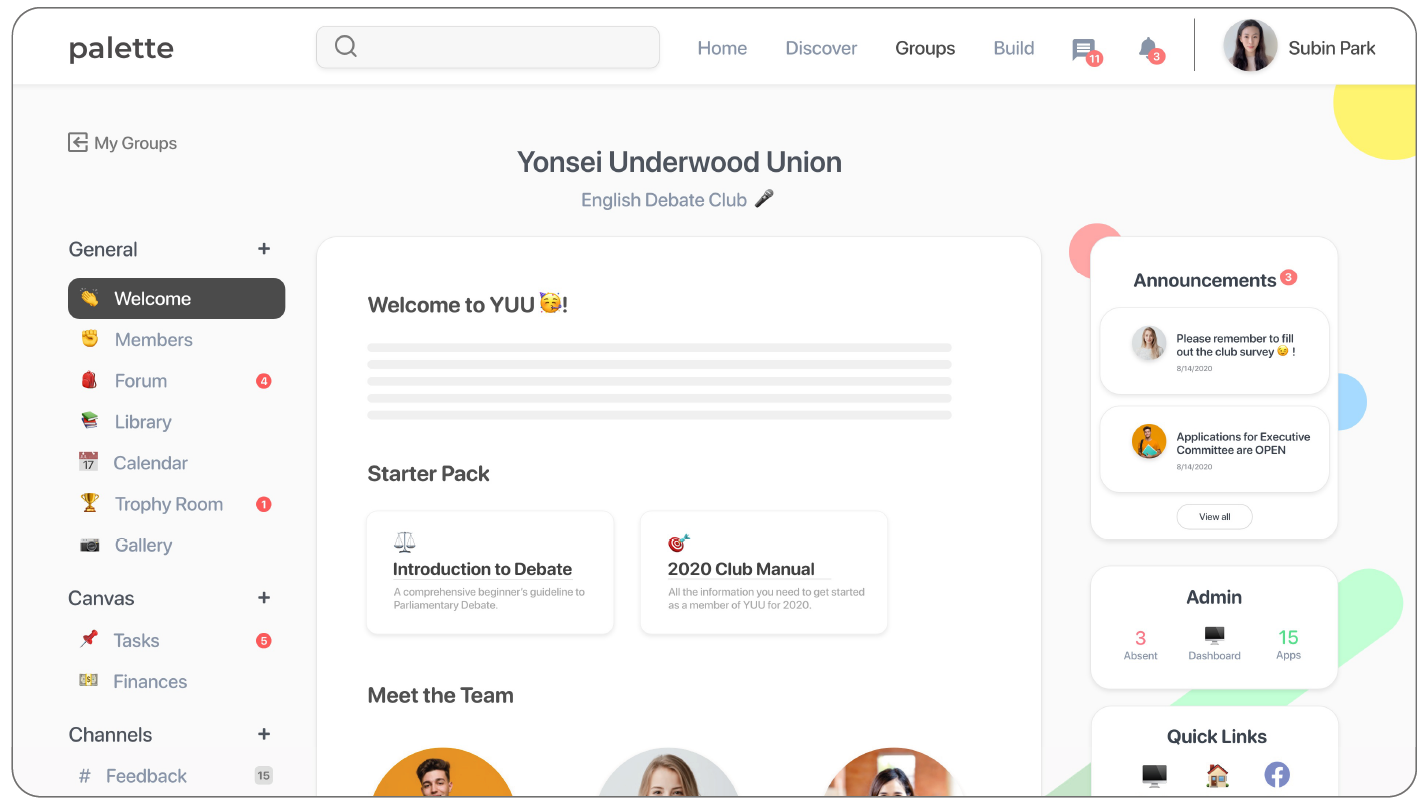 palette
Home
Discover
Groups
Build
11
3
Subin Park
My Groups
Yonsei Underwood Union
English Debate Club 🎤
General +
👏 Welcome
✊ Members
🎒 Forum 4
📚 Library
📅 17 Calendar
🏆 Trophy Room 1
📷 Gallery
Canvas +
📌 Tasks 5
💵 Finances
Channels +
# Feedback 15
Welcome to YUU 🥳!
Starter Pack
⚖️
Introduction to Debate
A comprehensive beginner's guideline to
Parliamentary Debate.
🎯
2020 Club Manual
All the information you need to get started
as a member of YUU for 2020.
Meet the Team
Announcements 3
Please remember to fill
out the club survey 😉 !
8/14/2020
Applications for Executive
Committee are OPEN
8/14/2020
View all
Admin
3
Absent
Dashboard
15
Apps
Quick Links